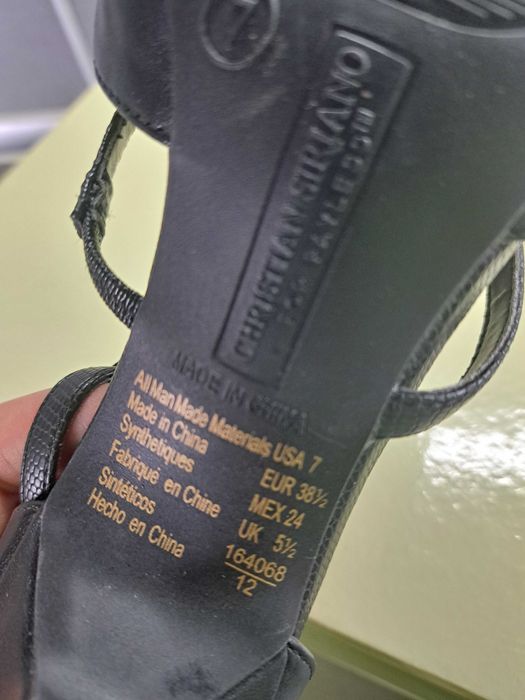 7
CHRISTIAN SIRIANO
FOR PAYLESS
MADE IN CHINA
All Man Made Materials USA 7
Made in China EUR 38½
Synthétiques MEX 24
Fabriqué en Chine UK 5½
Sintéticos 164068
Hecho en China 12